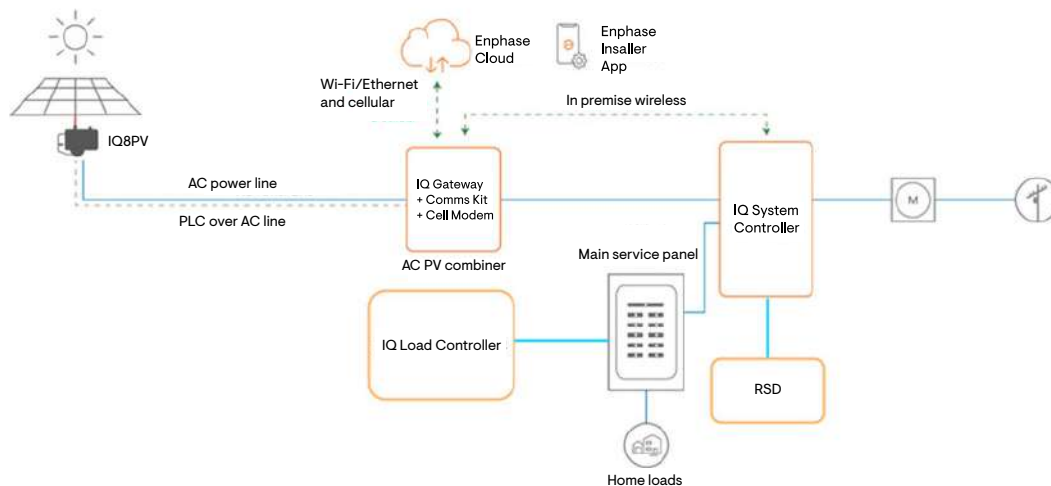 Enphase
Cloud
Enphase
Insaller
App
Wi-Fi/Ethernet
and cellular
In premise wireless
IQ8PV
AC power line
PLC over AC line
IQ Gateway
+ Comms Kit
+ Cell Modem
AC PV combiner
IQ System
Controller
M
Main service panel
IQ Load Controller
RSD
Home loads